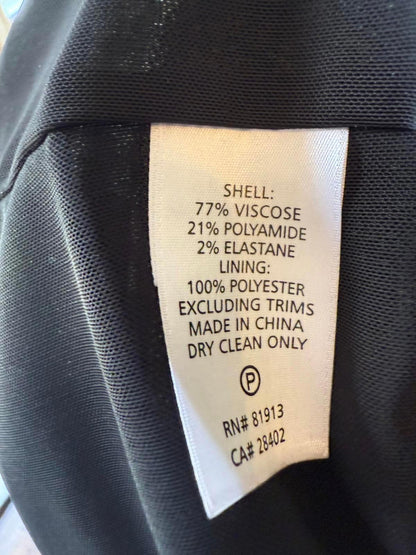 SHELL:
77% VISCOSE
21% POLYAMIDE
2% ELASTANE
LINING:
100% POLYESTER
EXCLUDING TRIMS
MADE IN CHINA
DRY CLEAN ONLY
P
RN# 81913
CA# 28402